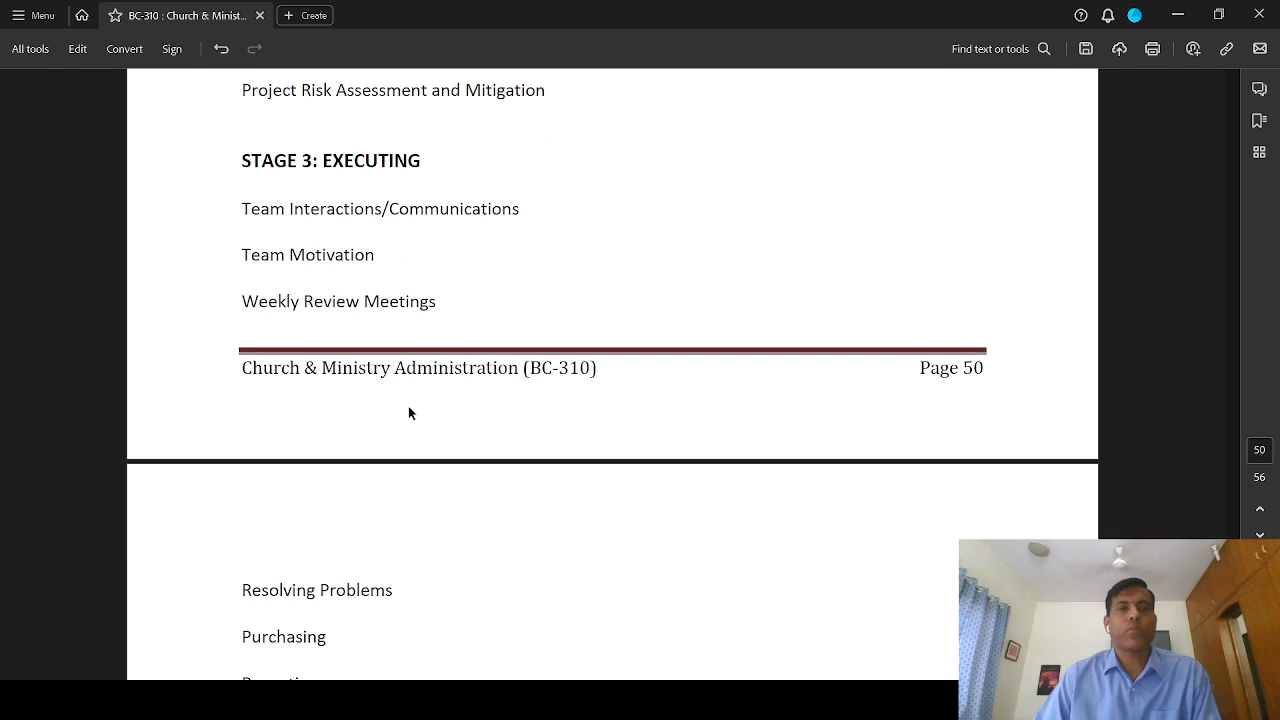 Menu
BC-310 : Church & Minist...
Create
All tools Edit Convert Sign
Find text or tools
Project Risk Assessment and Mitigation
STAGE 3: EXECUTING
Team Interactions/Communications
Team Motivation
Weekly Review Meetings
Church & Ministry Administration (BC-310) Page 50
50
56
Resolving Problems
Purchasing